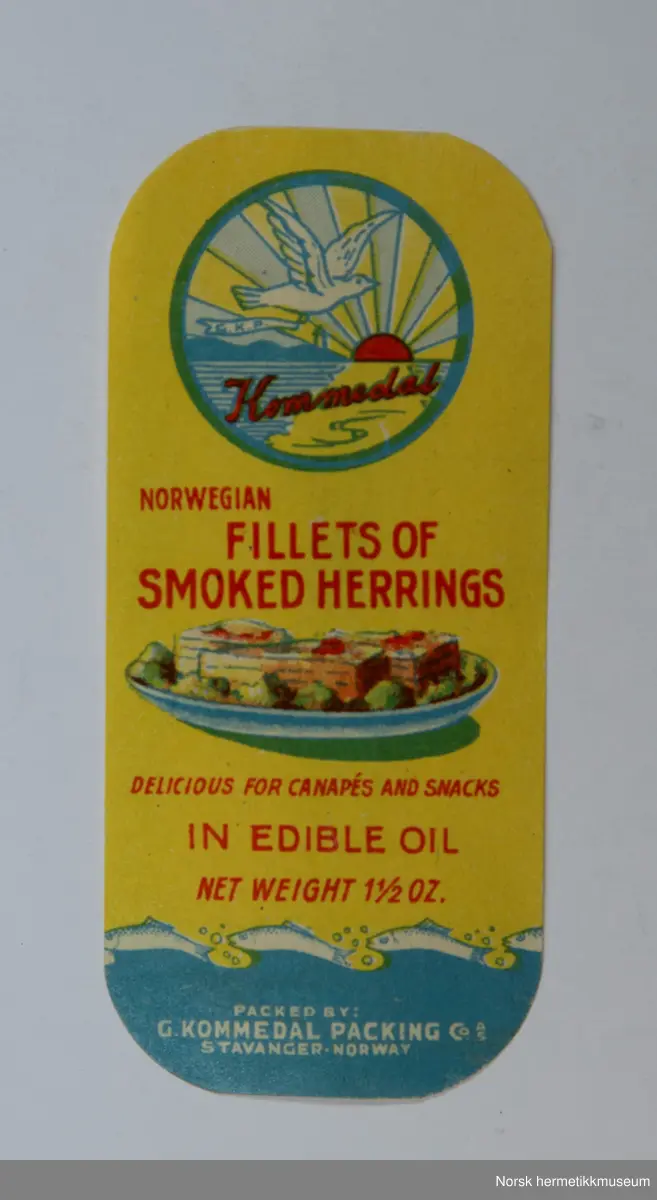 G.K.P.
Kommedal
NORWEGIAN
FILLETS OF
SMOKED HERRINGS
DELICIOUS FOR CANAPÉS AND SNACKS
IN EDIBLE OIL
NET WEIGHT 1½ OZ.
PACKED BY:
G. KOMMEDAL PACKING Co A/S
STAVANGER-NORWAY
Norsk hermetikkmuseum